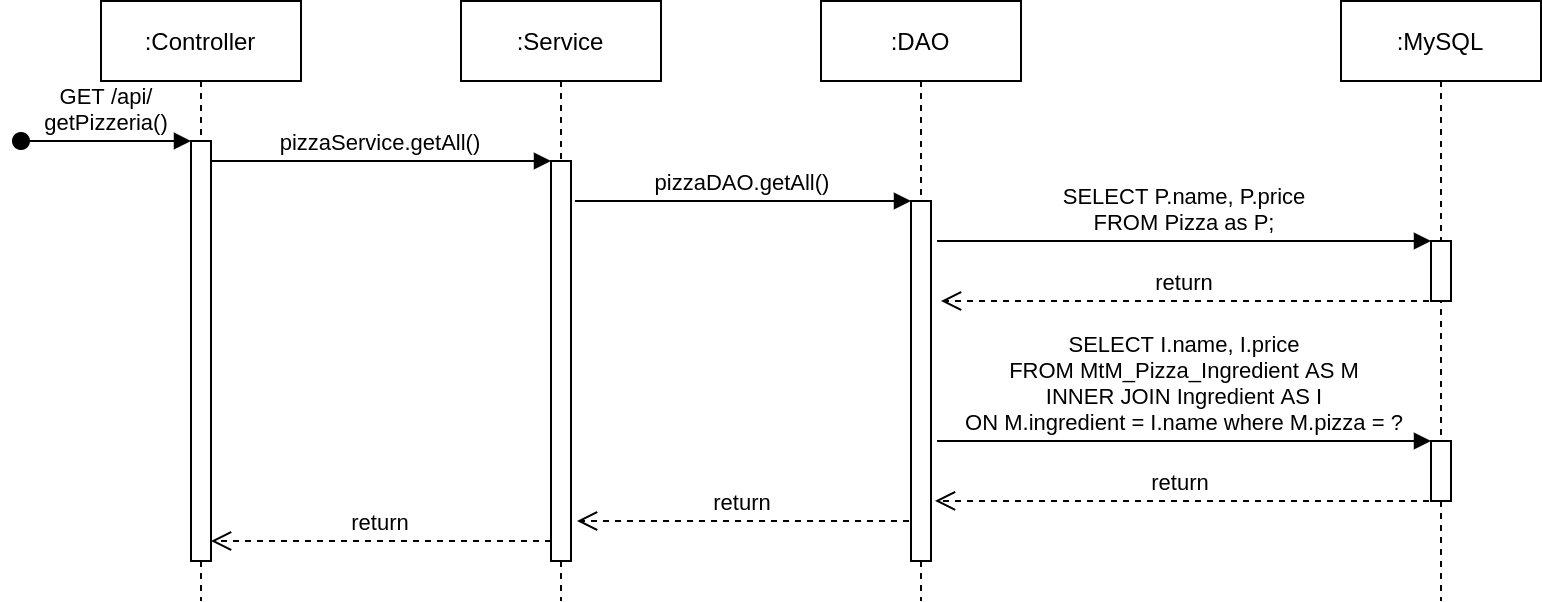 :Controller
:Service
:DAO
:MySQL
GET /api/
getPizzeria()
pizzaService.getAll()
pizzaDAO.getAll()
SELECT P.name, P.price
FROM Pizza as P;
return
SELECT I.name, I.price
FROM MtM_Pizza_Ingredient AS M
INNER JOIN Ingredient AS I
ON M.ingredient = I.name where M.pizza = ?
return
return
return